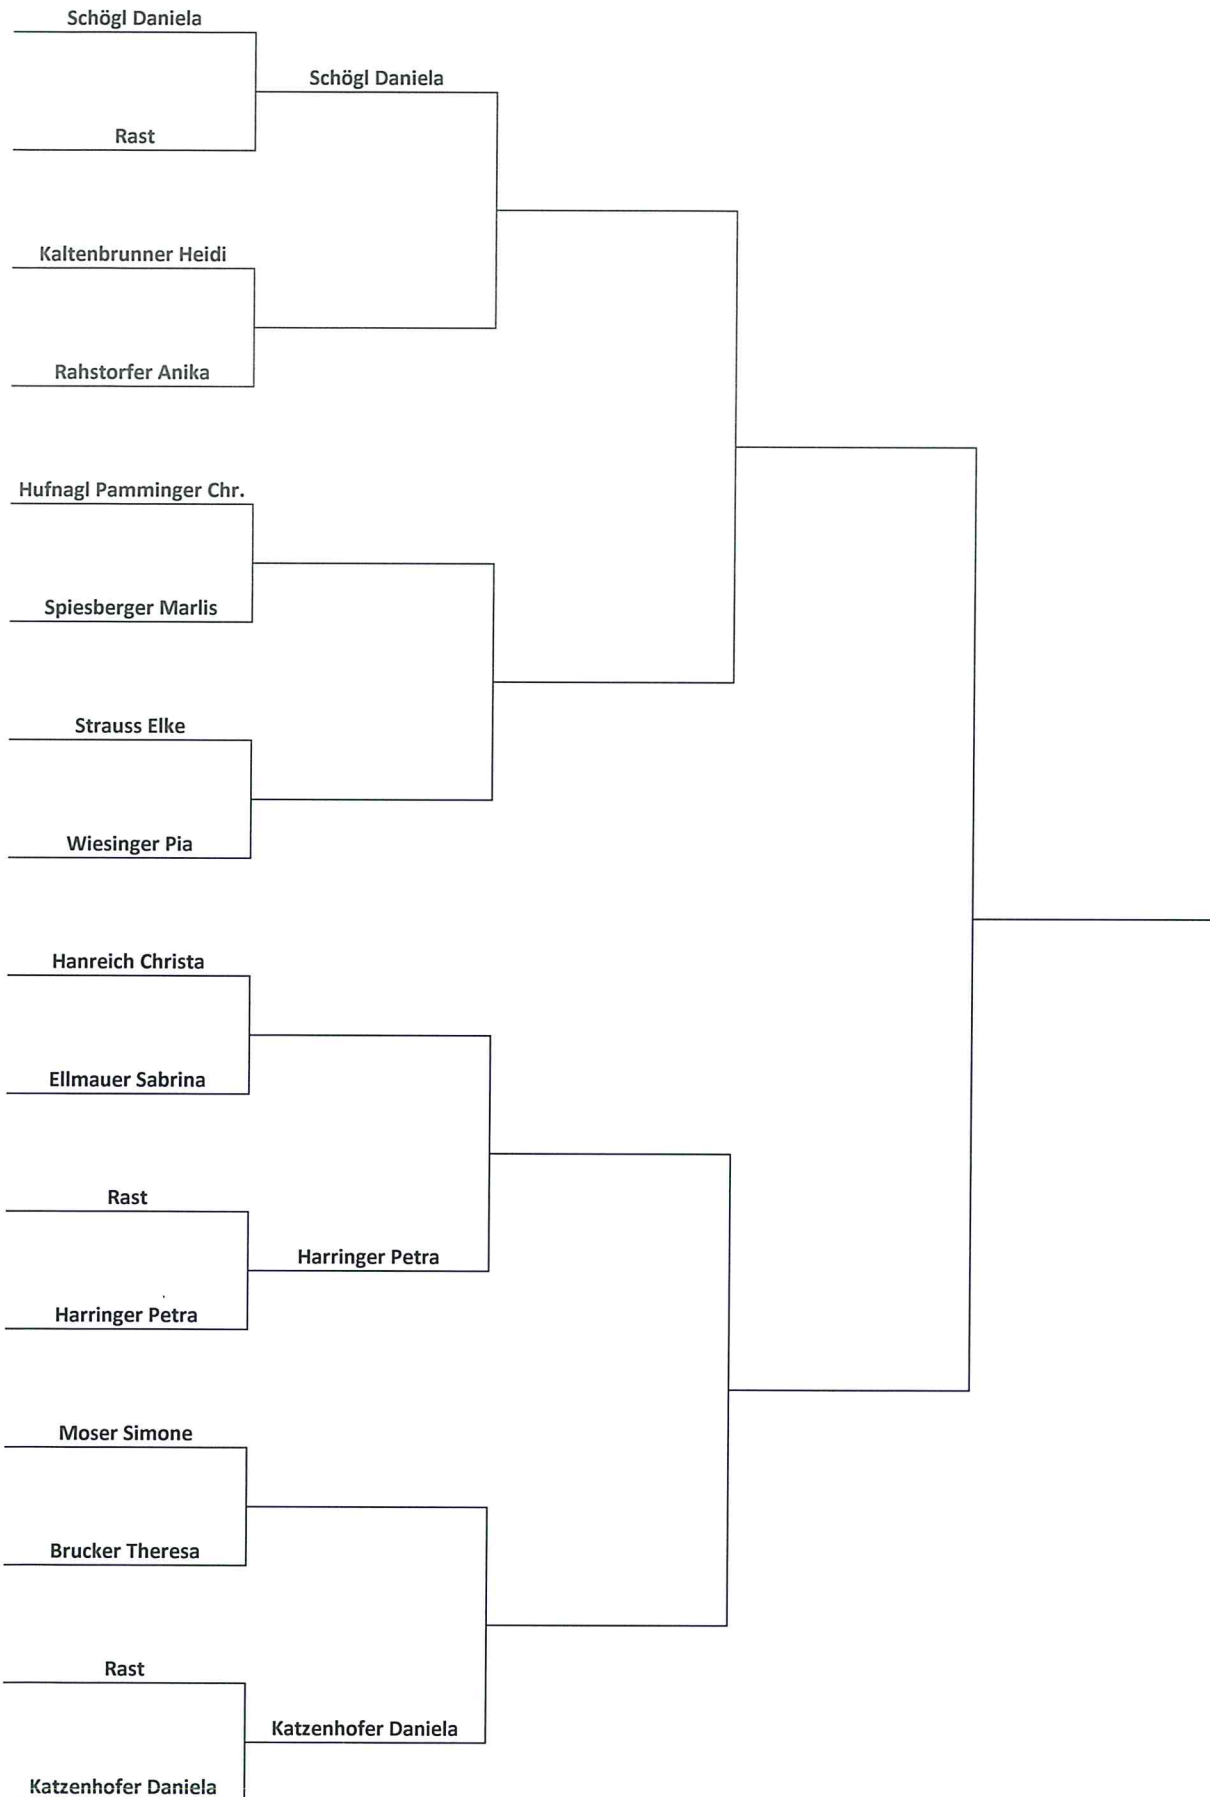 Schögl Daniela
Schögl Daniela
Rast
Kaltenbrunner Heidi
Rahstorfer Anika
Hufnagl Pamminger Chr.
Spiesberger Marlis
Strauss Elke
Wiesinger Pia
Hanreich Christa
Ellmauer Sabrina
Rast
Harringer Petra
Harringer Petra
Moser Simone
Brucker Theresa
Rast
Katzenhofer Daniela
Katzenhofer Daniela